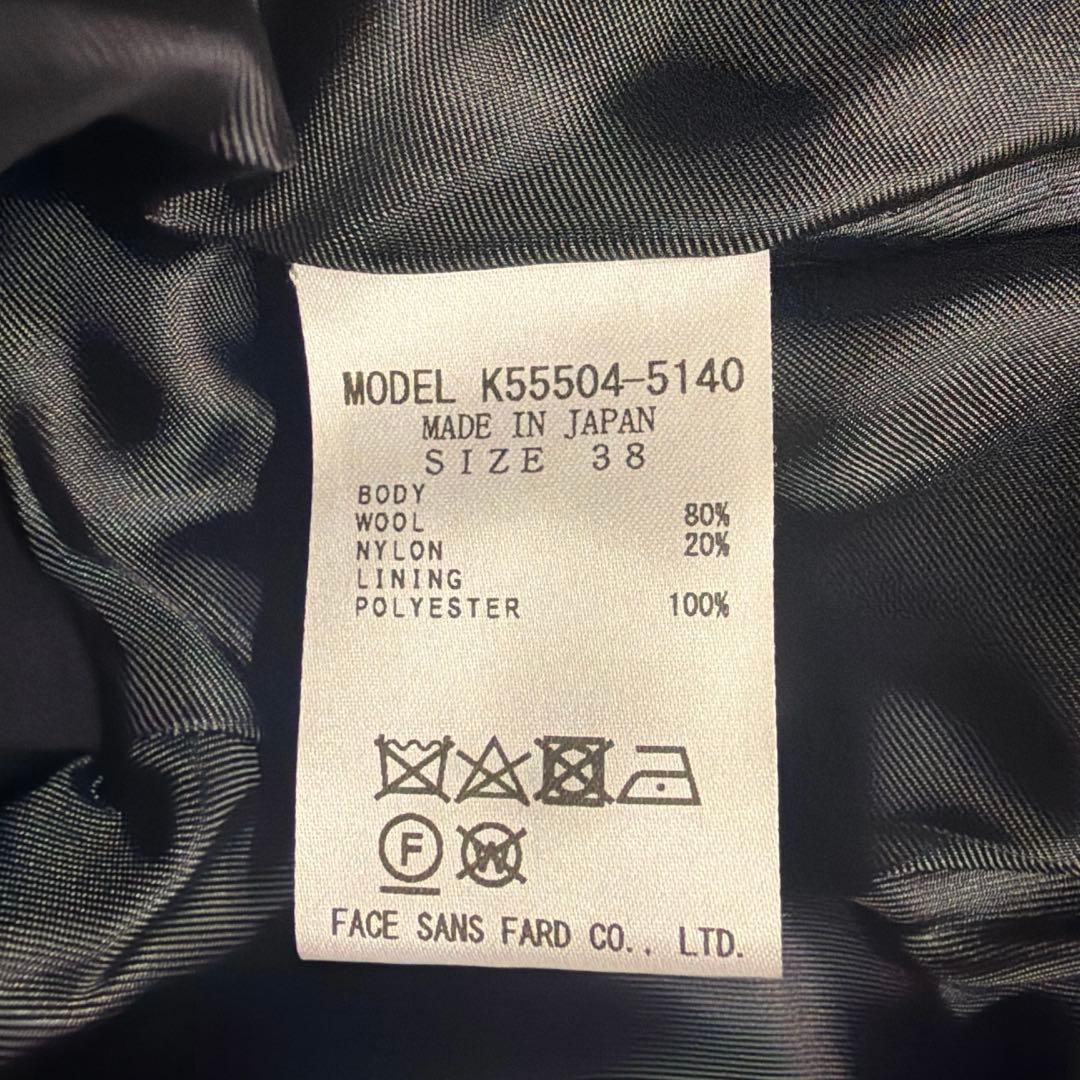 MODEL K55504-5140
MADE IN JAPAN
SIZE 38
BODY
WOOL 80%
NYLON 20%
LINING
POLYESTER 100%
F W
FACE SANS FARD CO., LTD.